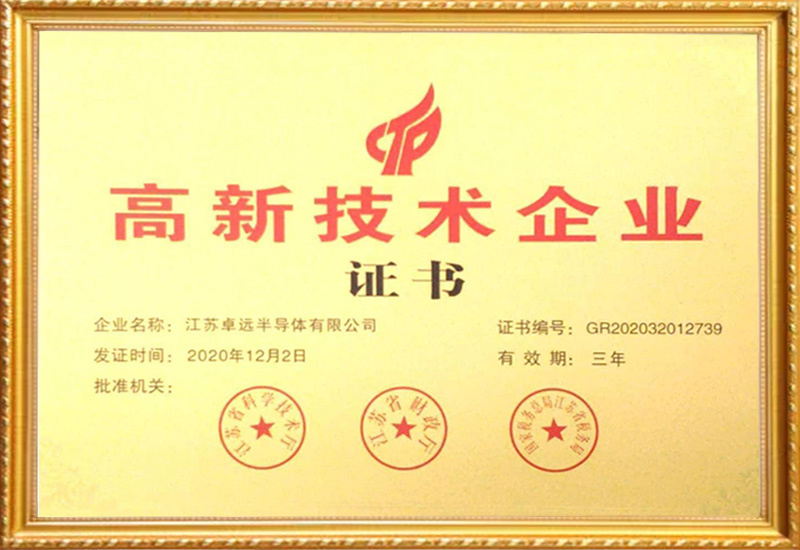 CTP
高新技术企业
证书
企业名称：江苏卓远半导体有限公司
证书编号：GR202032012739
发证时间：2020年12月2日
有效期：三年
批准机关：
江苏省科学技术厅
江苏省财政厅
国家税务总局江苏省税务局